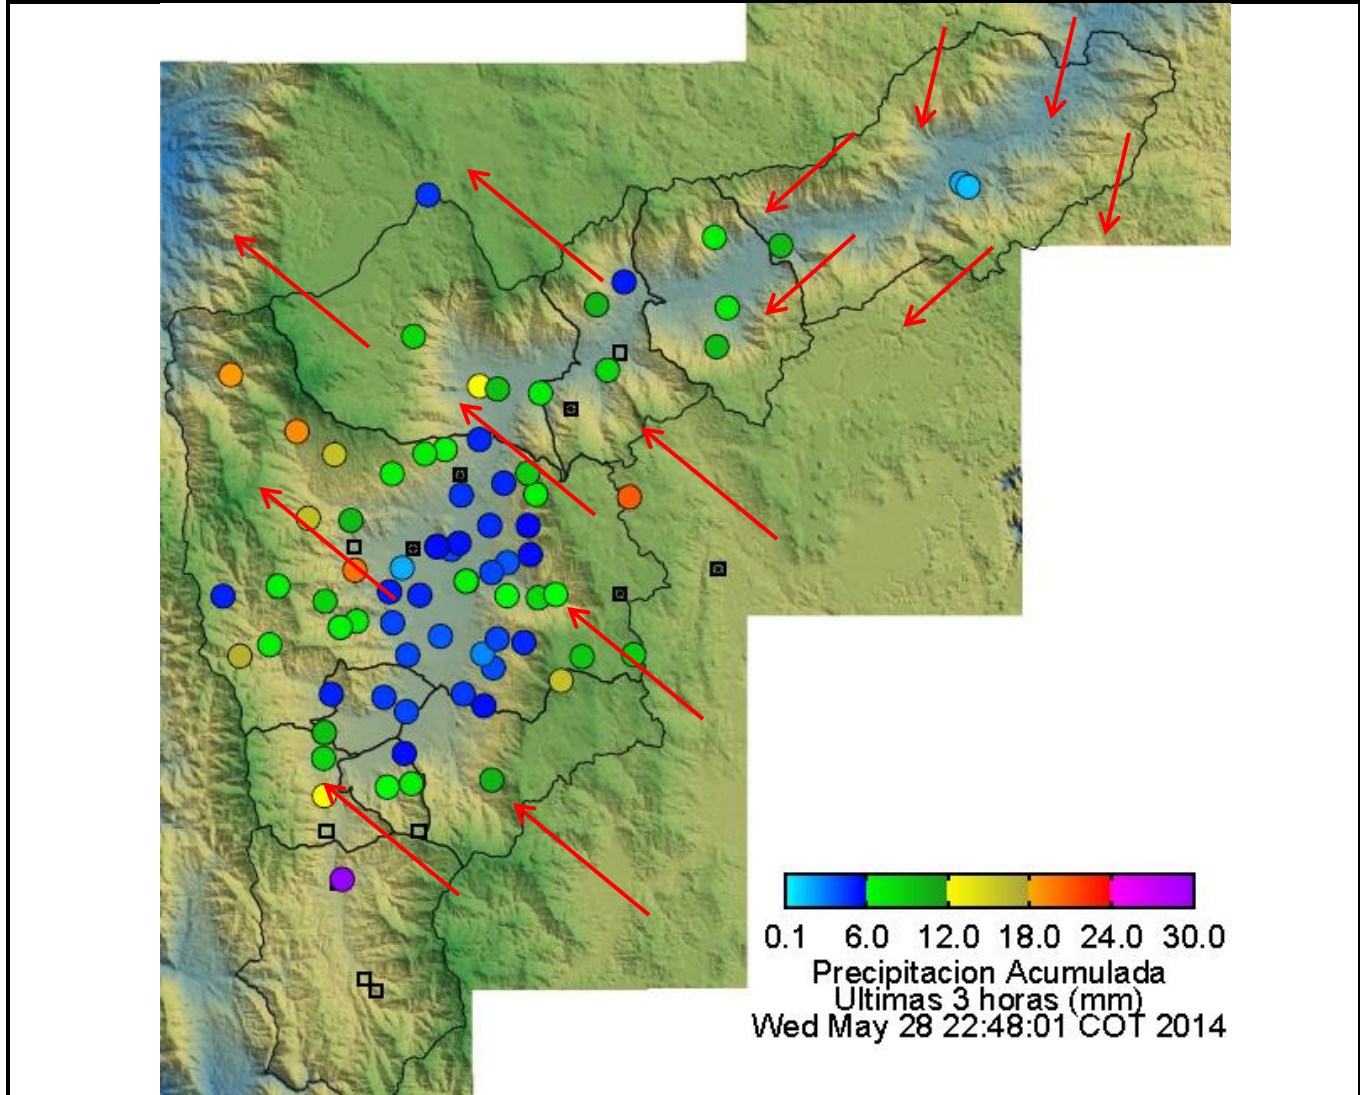 0.1 6.0 12.0 18.0 24.0 30.0
Precipitacion Acumulada
Ultimas 3 horas (mm)
Wed May 28 22:48:01 COT 2014